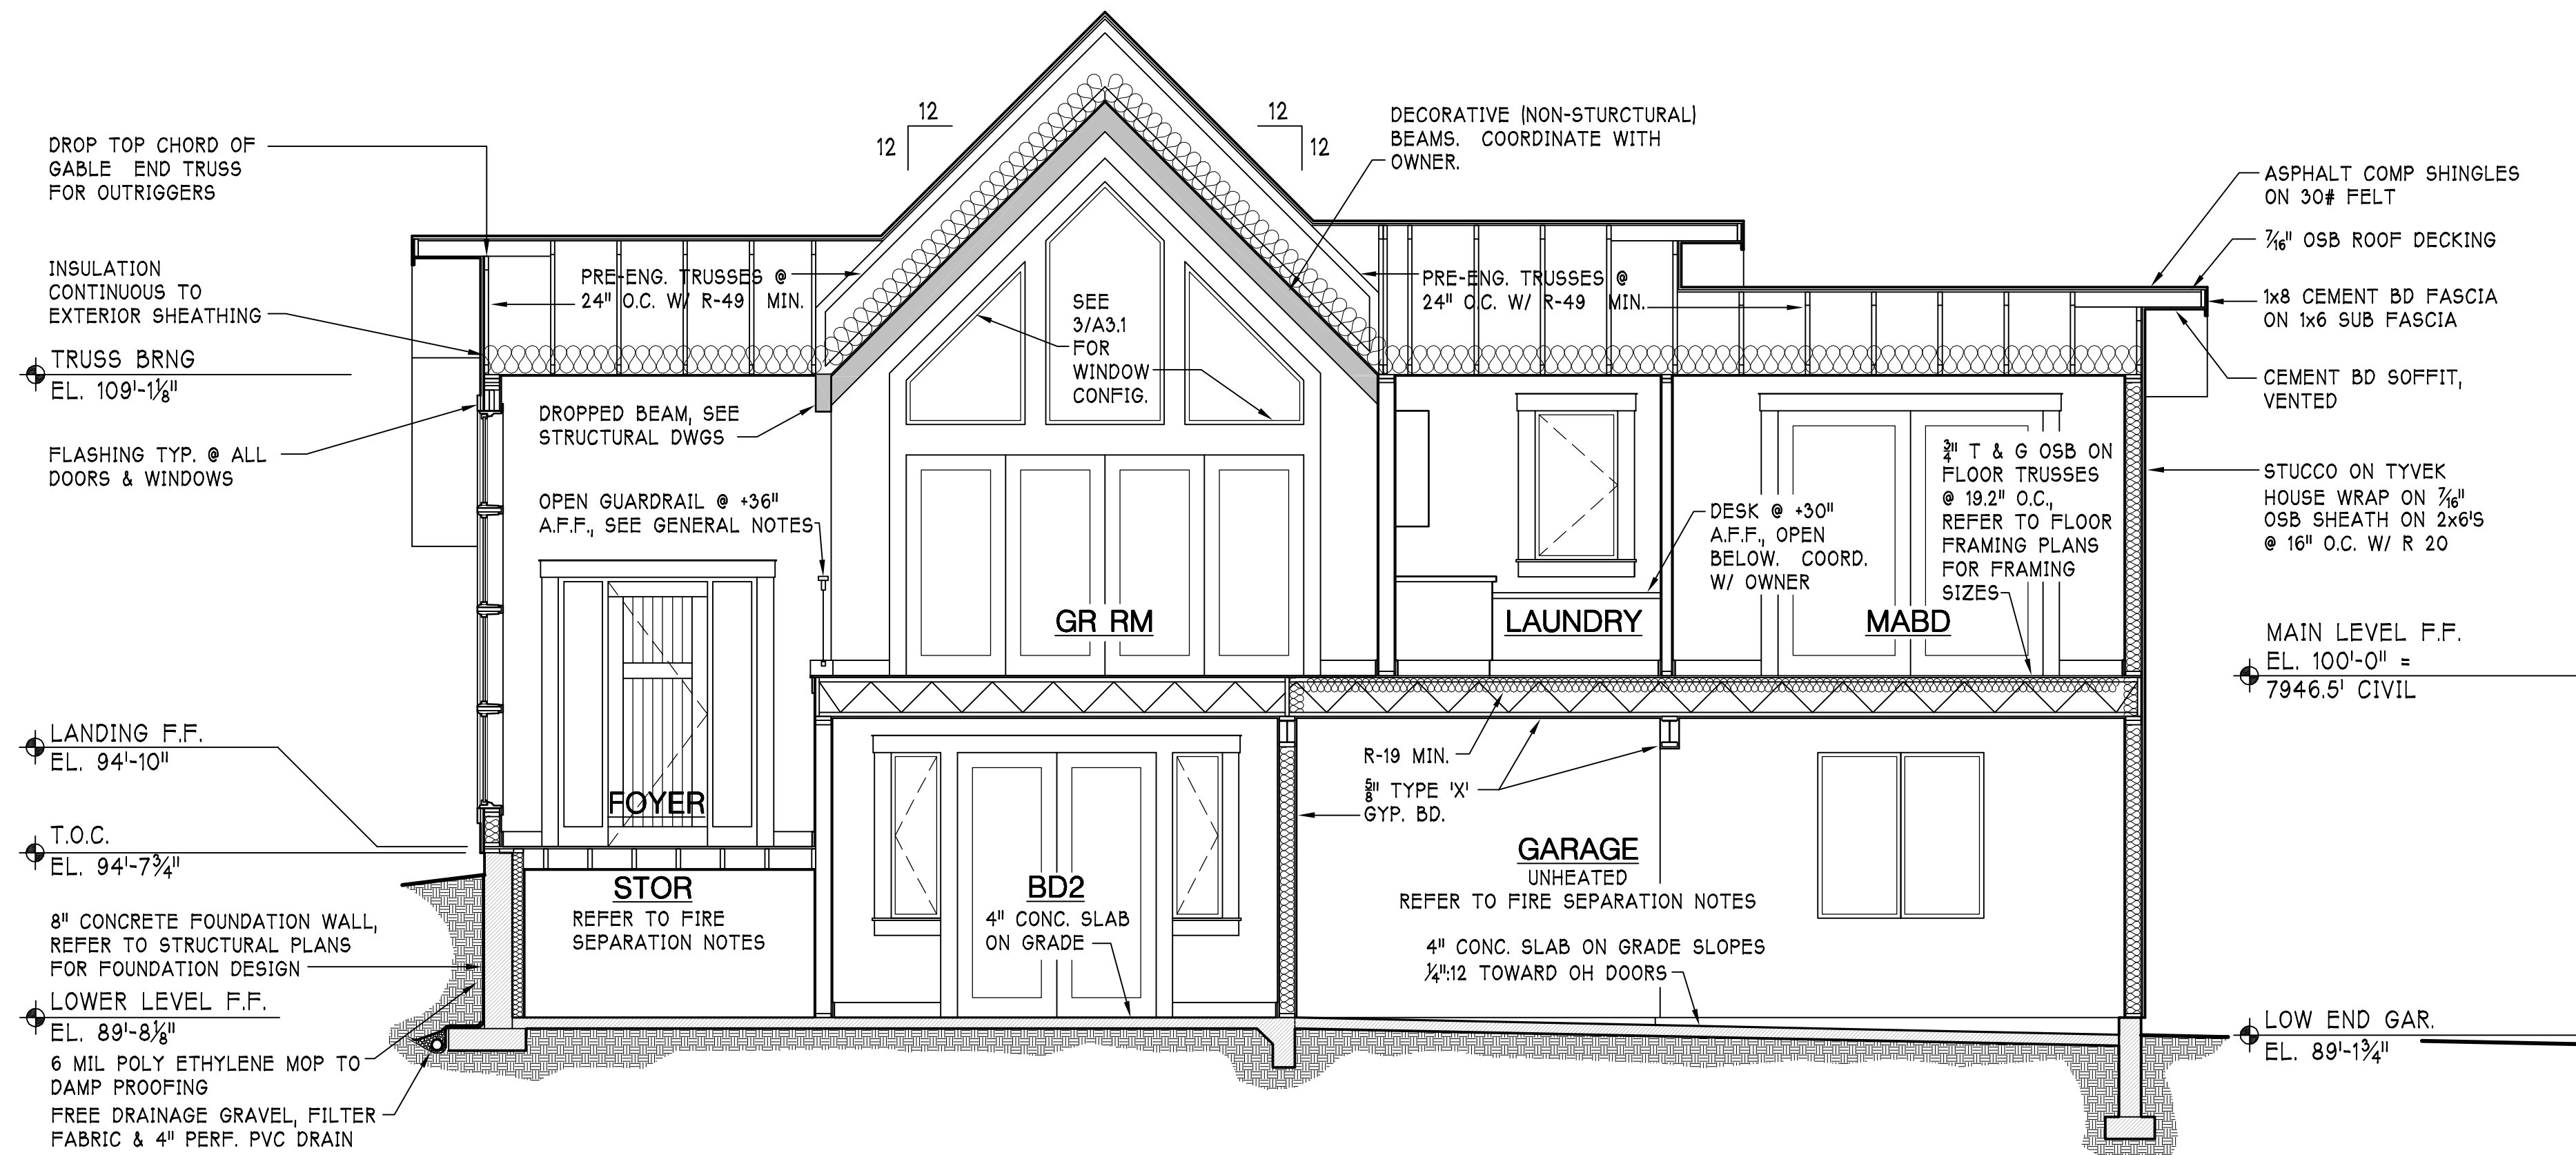 DROP TOP CHORD OF
GABLE END TRUSS
FOR OUTRIGGERS
INSULATION
CONTINUOUS TO
EXTERIOR SHEATHING
TRUSS BRNG
EL. 109'-1⅛"
FLASHING TYP. @ ALL
DOORS & WINDOWS
LANDING F.F.
EL. 94'-10"
T.O.C.
EL. 94'-7¾"
8" CONCRETE FOUNDATION WALL,
REFER TO STRUCTURAL PLANS
FOR FOUNDATION DESIGN
LOWER LEVEL F.F.
EL. 89'-8⅛"
6 MIL POLY ETHYLENE MOP TO
DAMP PROOFING
FREE DRAINAGE GRAVEL, FILTER
FABRIC & 4" PERF. PVC DRAIN
12
12
12
12
PRE-ENG. TRUSSES @
24" O.C. W/ R-49 MIN.
DROPPED BEAM, SEE
STRUCTURAL DWGS
OPEN GUARDRAIL @ +36"
A.F.F., SEE GENERAL NOTES
FOYER
STOR
REFER TO FIRE
SEPARATION NOTES
SEE
3/A3.1
FOR
WINDOW
CONFIG.
GR RM
BD2
4" CONC. SLAB
ON GRADE
DECORATIVE (NON-STURCTURAL)
BEAMS. COORDINATE WITH
OWNER.
PRE-ENG. TRUSSES @
24" O.C. W/ R-49 MIN.
LAUNDRY
DESK @ +30"
A.F.F., OPEN
BELOW. COORD.
W/ OWNER
MABD
¾" T & G OSB ON
FLOOR TRUSSES
@ 19.2" O.C.,
REFER TO FLOOR
FRAMING PLANS
FOR FRAMING
SIZES
R-19 MIN.
⅝" TYPE 'X'
GYP. BD.
GARAGE
UNHEATED
REFER TO FIRE SEPARATION NOTES
4" CONC. SLAB ON GRADE SLOPES
¼":12 TOWARD OH DOORS
ASPHALT COMP SHINGLES
ON 30# FELT
7/16" OSB ROOF DECKING
1x8 CEMENT BD FASCIA
ON 1x6 SUB FASCIA
CEMENT BD SOFFIT,
VENTED
STUCCO ON TYVEK
HOUSE WRAP ON 7/16"
OSB SHEATH ON 2x6'S
@ 16" O.C. W/ R 20
MAIN LEVEL F.F.
EL. 100'-0" =
7946.5' CIVIL
LOW END GAR.
EL. 89'-1¾"